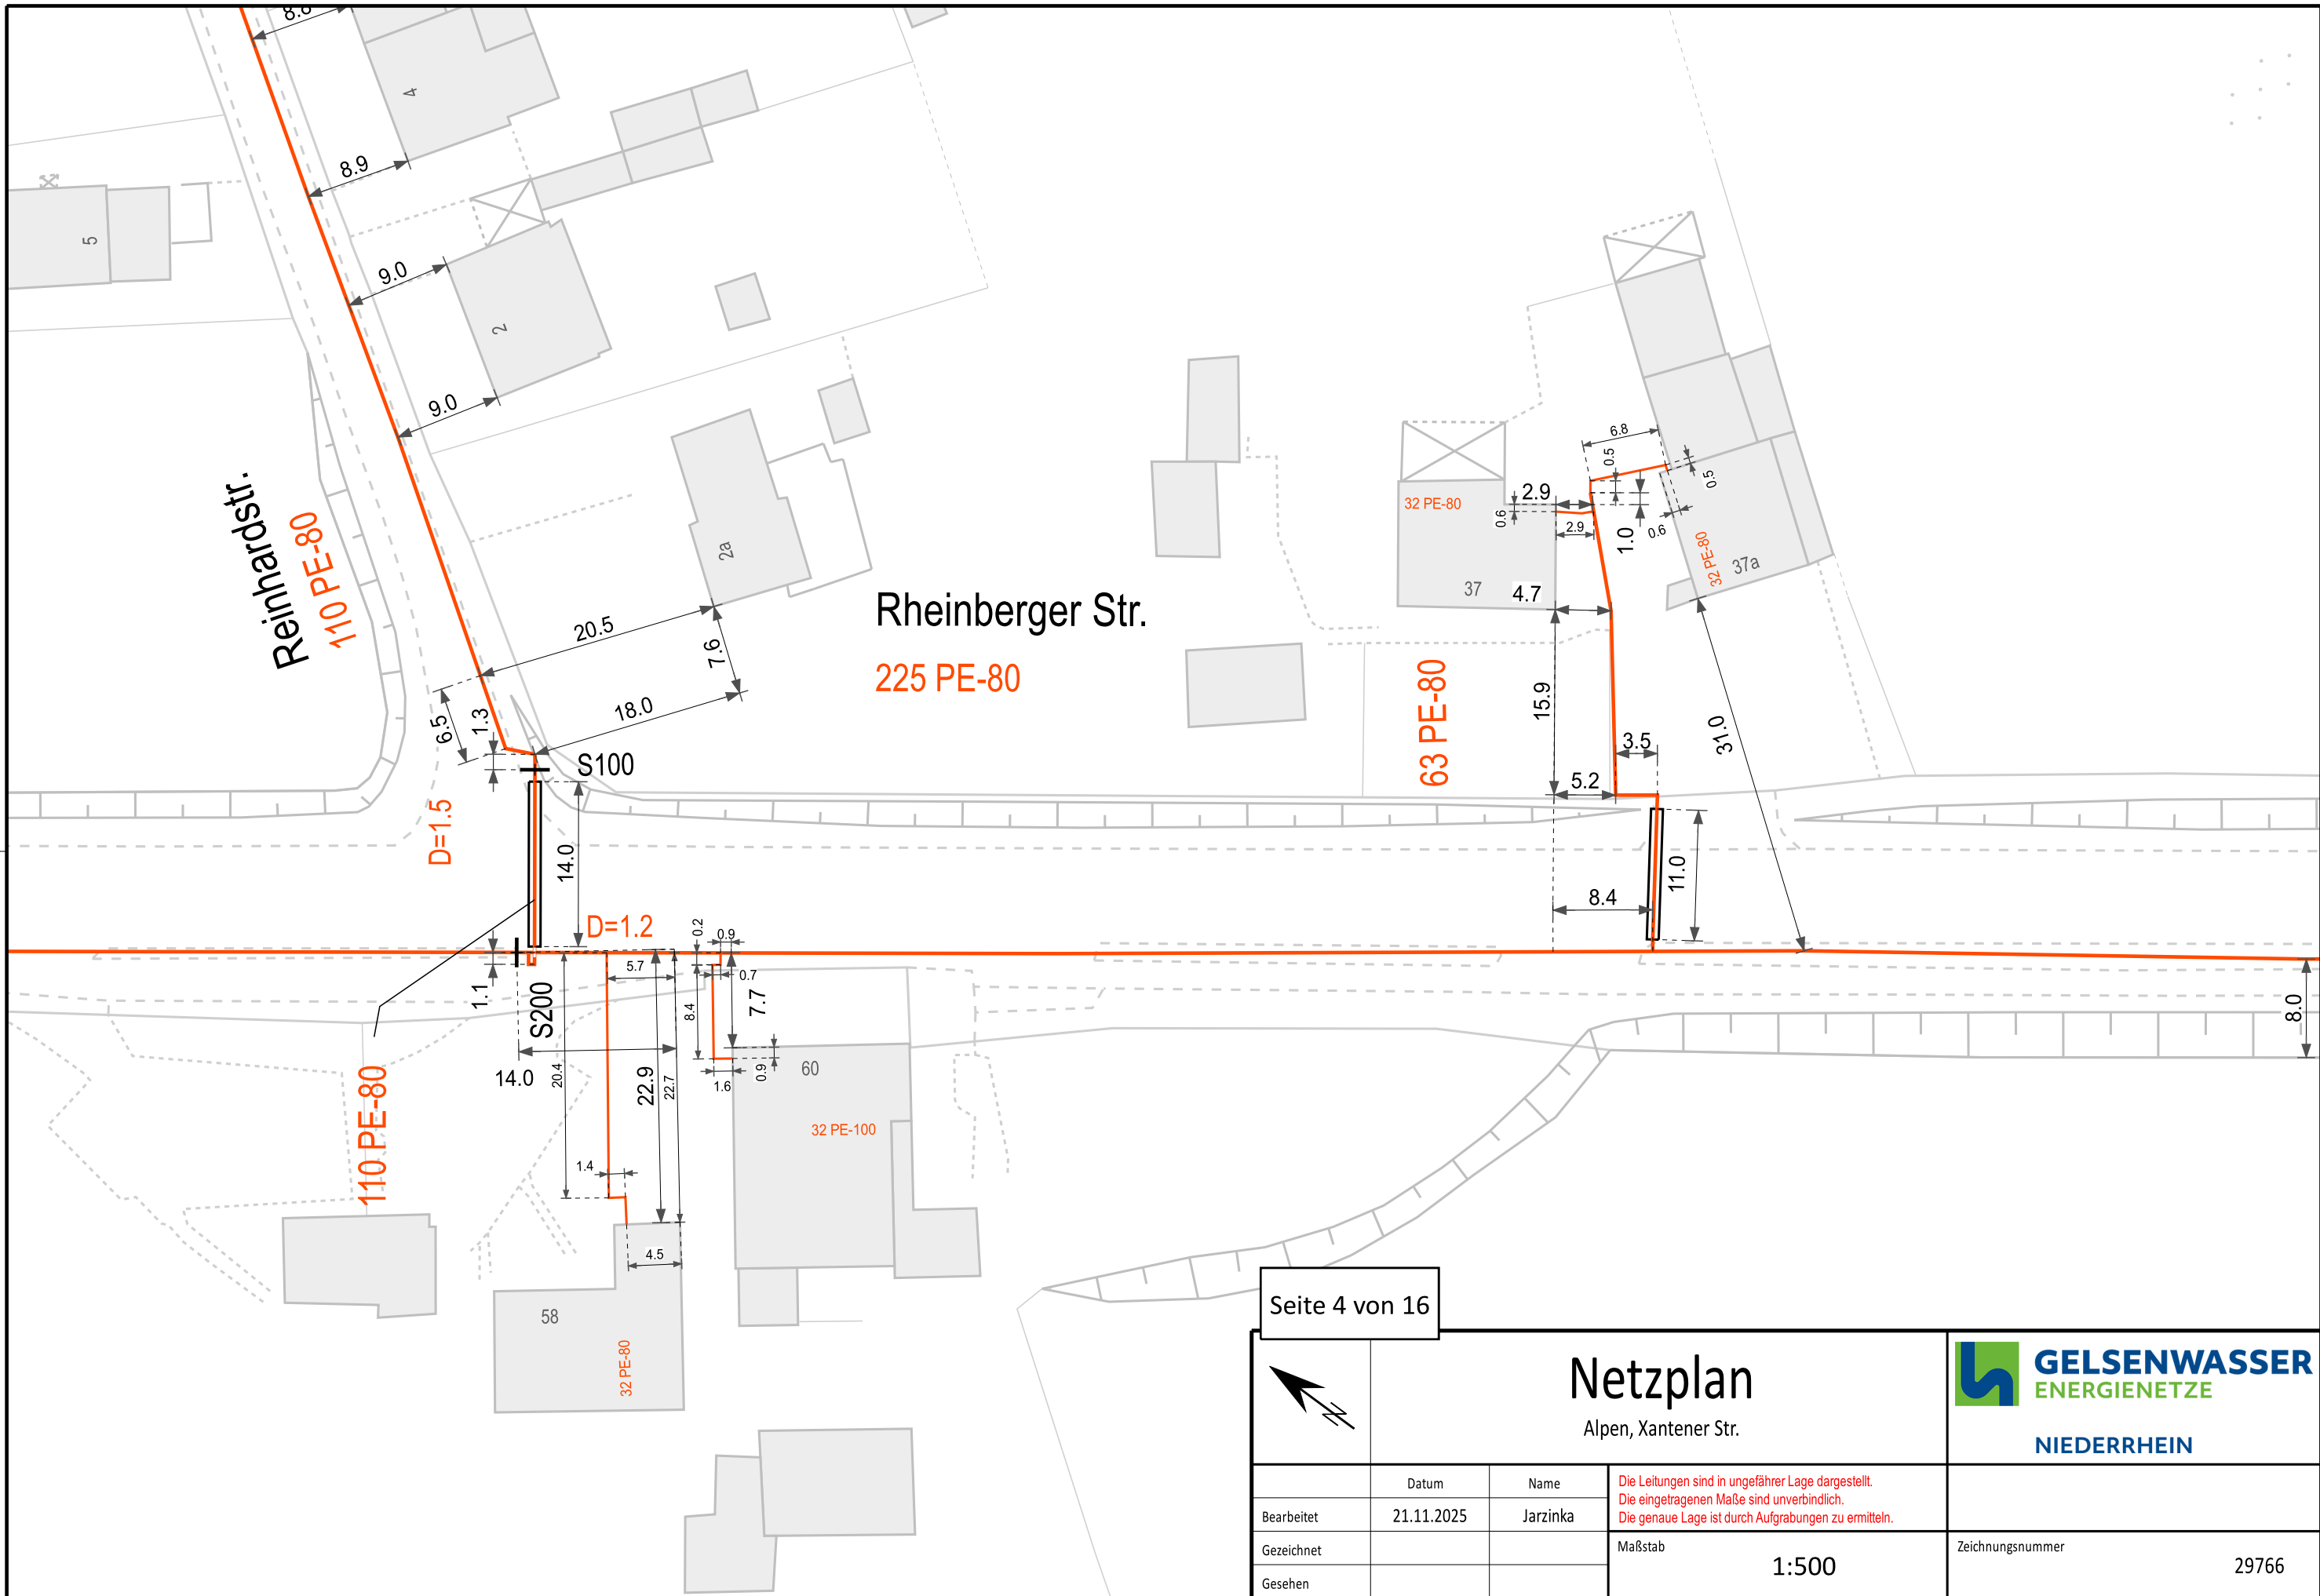 8.8
4
8.9
5
9.0
2
9.0
Reinhardstr.
110 PE-80
2a
20.5
7.6
18.0
6.5
1.3
S100
D=1.5
14.0
Rheinberger Str.
225 PE-80
6.8
0.5
0.5
32 PE-80
2.9
0.6
2.9
1.0
0.6
32 PE-80
37a
37
4.7
63 PE-80
15.9
31.0
3.5
5.2
11.0
8.4
D=1.2
0.2
0.9
5.7
0.7
1.1
S200
8.4
7.7
8.0
14.0
20.4
22.9
22.7
1.6
0.9
60
110 PE-80
32 PE-100
1.4
4.5
58
32 PE-80
Seite 4 von 16
Netzplan
Alpen, Xantener Str.
GELSENWASSER
ENERGIENETZE
NIEDERRHEIN
Datum
Name
Die Leitungen sind in ungefährer Lage dargestellt.
Die eingetragenen Maße sind unverbindlich.
Die genaue Lage ist durch Aufgrabungen zu ermitteln.
Bearbeitet
21.11.2025
Jarzinka
Gezeichnet
Maßstab
1:500
Zeichnungsnummer
29766
Gesehen